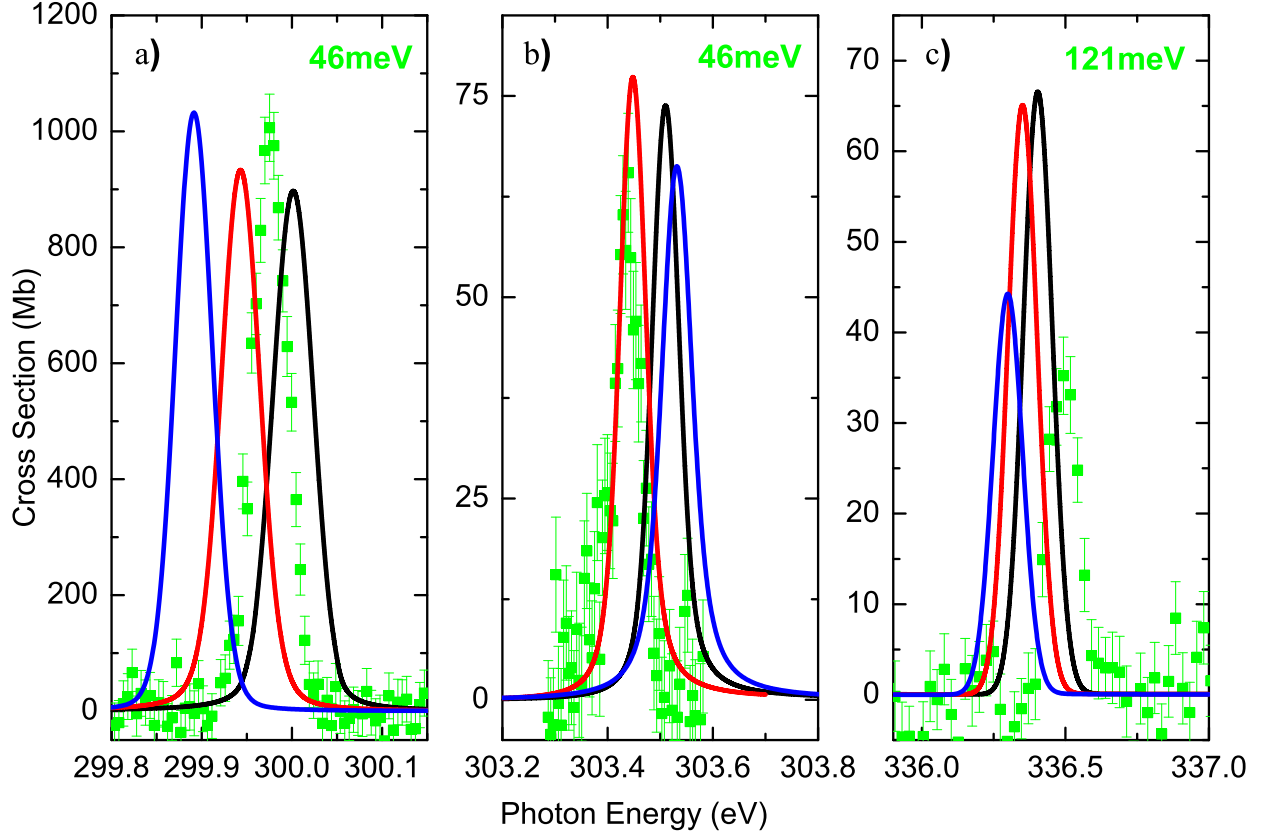 a) 46meV
b) 46meV
c) 121meV
1200
1000
800
600
400
200
0
75
50
25
0
70
60
50
40
30
20
10
0
Cross Section (Mb)
299.8 299.9 300.0 300.1
303.2 303.4 303.6 303.8
336.0 336.5 337.0
Photon Energy (eV)